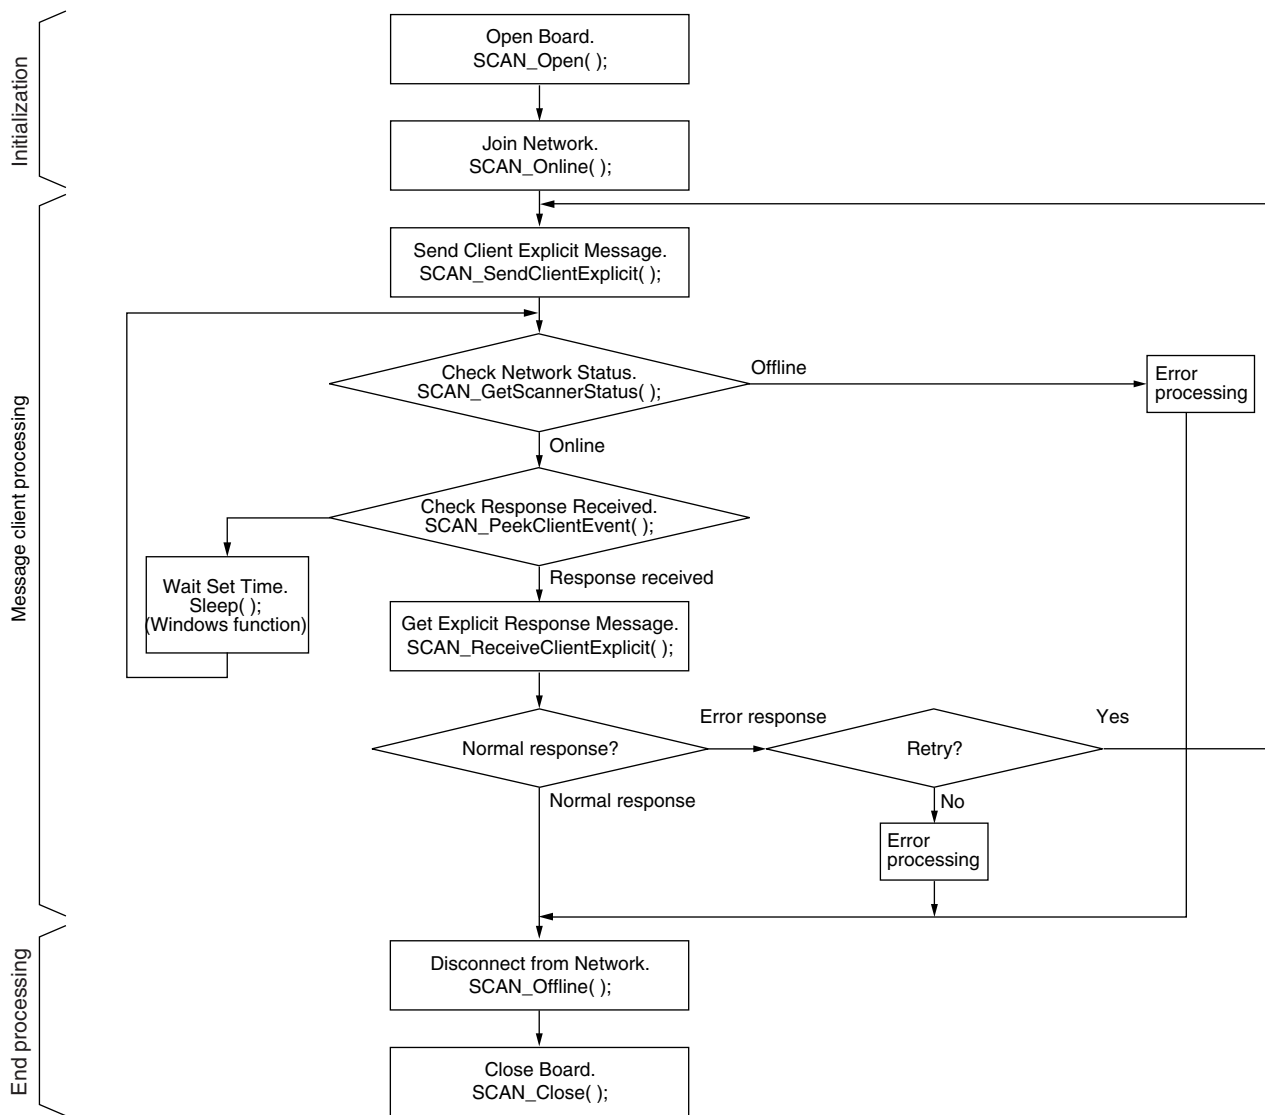 Initialization
Open Board.
SCAN_Open( );
Join Network.
SCAN_Online( );
Message client processing
Send Client Explicit Message.
SCAN_SendClientExplicit( );
Check Network Status.
SCAN_GetScannerStatus( );
Offline
Error
processing
Online
Check Response Received.
SCAN_PeekClientEvent( );
Wait Set Time.
Sleep( );
(Windows function)
Response received
Get Explicit Response Message.
SCAN_ReceiveClientExplicit( );
Normal response?
Error response
Retry?
Yes
Normal response
No
Error
processing
End processing
Disconnect from Network.
SCAN_Offline( );
Close Board.
SCAN_Close( );